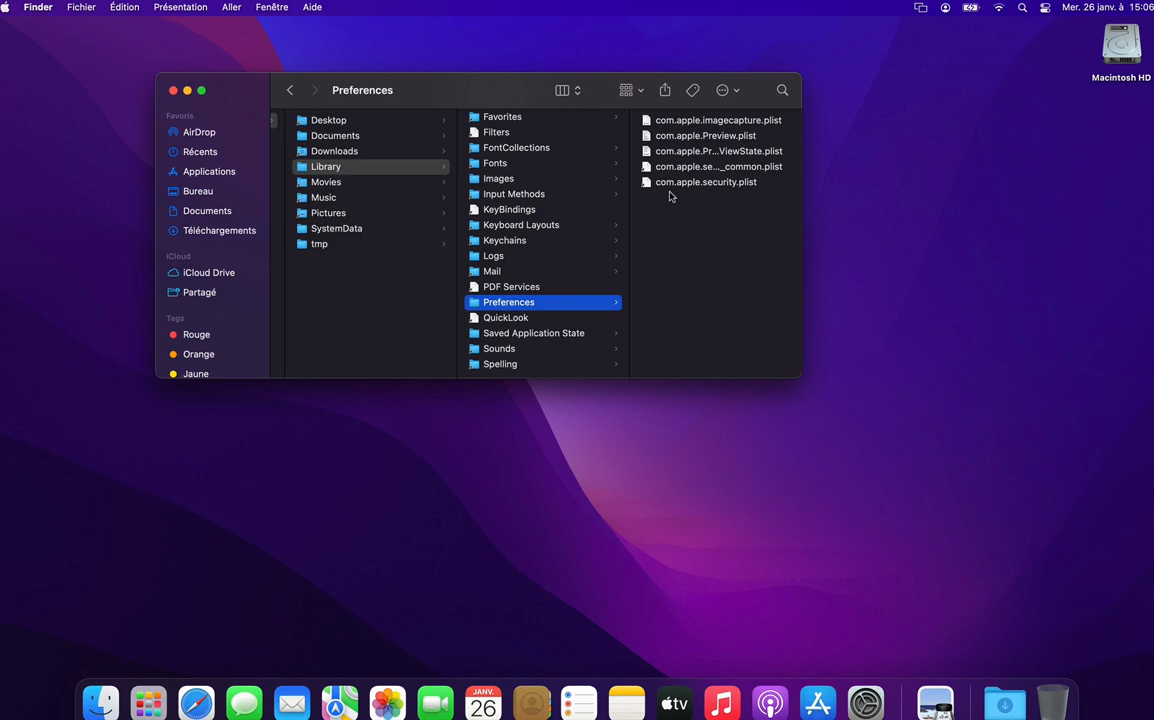 Finder Fichier Édition Présentation Aller Fenêtre Aide Mer. 26 janv. à 15:06
Macintosh HD
Preferences
Favoris
AirDrop
Récents
Applications
Bureau
Documents
Téléchargements
iCloud
iCloud Drive
Partagé
Tags
Rouge
Orange
Jaune
Desktop
Documents
Downloads
Library
Movies
Music
Pictures
SystemData
tmp
Favorites
Filters
FontCollections
Fonts
Images
Input Methods
KeyBindings
Keyboard Layouts
Keychains
Logs
Mail
PDF Services
Preferences
QuickLook
Saved Application State
Sounds
Spelling
com.apple.imagecapture.plist
com.apple.Preview.plist
com.apple.Pr...ViewState.plist
com.apple.se..._common.plist
com.apple.security.plist
JANV.
26
tv